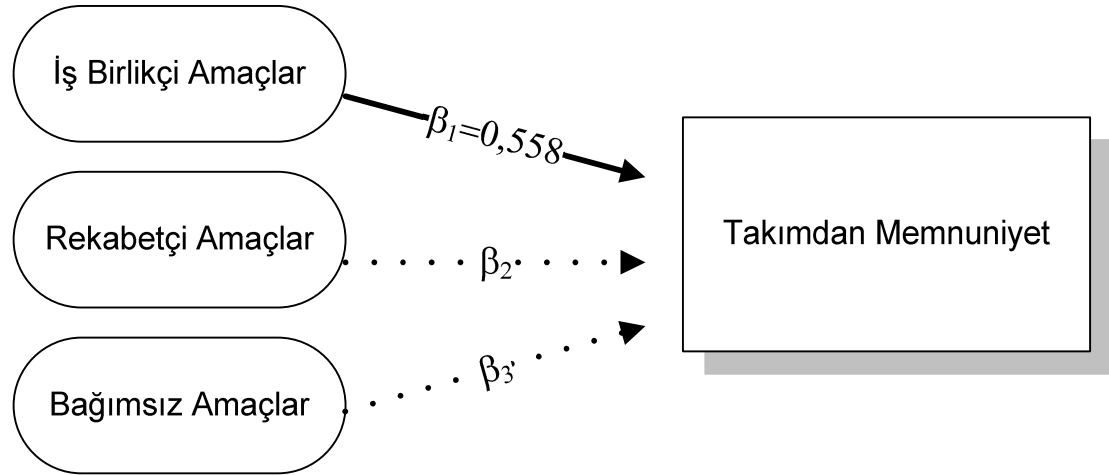 İş Birlikçi Amaçlar
β1=0,558
Rekabetçi Amaçlar
β2
Takımdan Memnuniyet
Bağımsız Amaçlar
β3